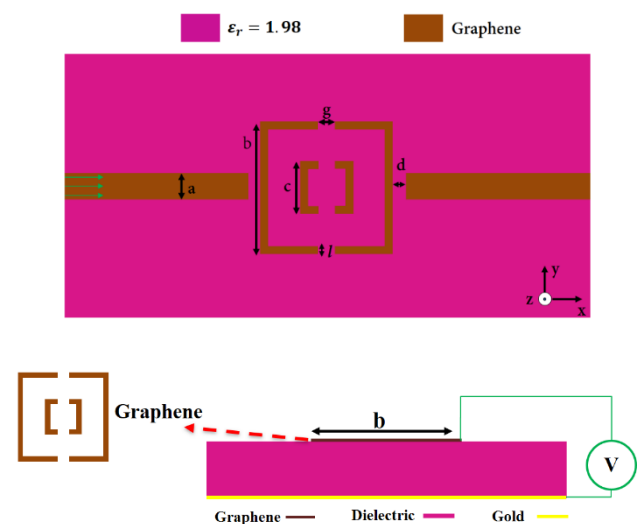 εᵣ = 1.98
Graphene
g
b
d
a
c
l
y
z
x
Graphene
b
V
Graphene
Dielectric
Gold